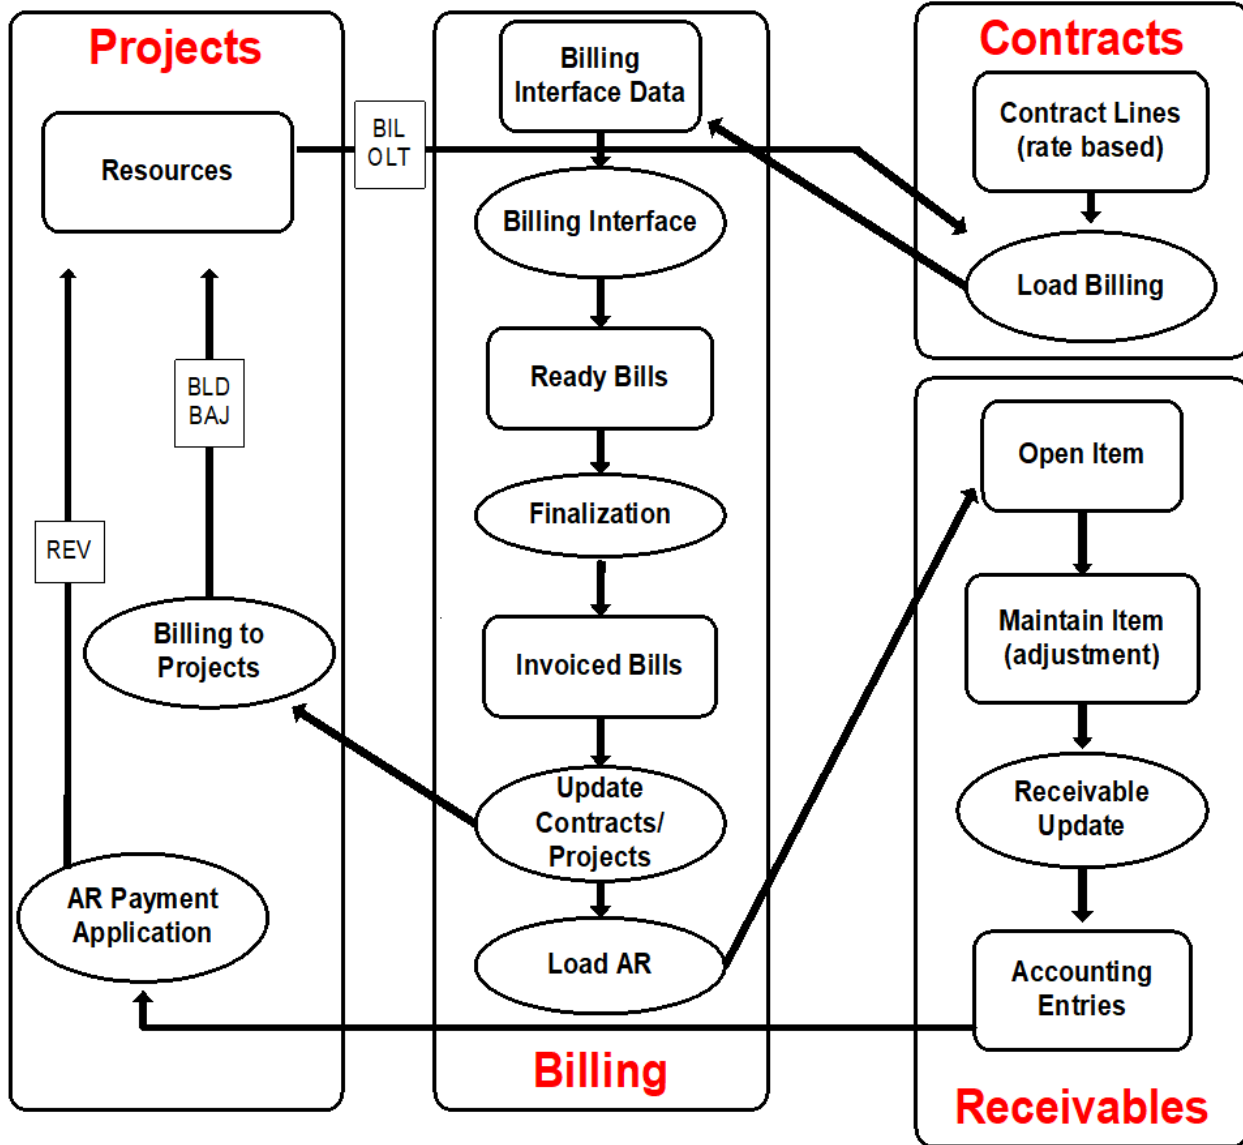 Projects
Resources
BIL
OLT
BLD
BAJ
REV
Billing to
Projects
AR Payment
Application
Billing
Interface Data
Billing Interface
Ready Bills
Finalization
Invoiced Bills
Update
Contracts/
Projects
Load AR
Billing
Contracts
Contract Lines
(rate based)
Load Billing
Open Item
Maintain Item
(adjustment)
Receivable
Update
Accounting
Entries
Receivables